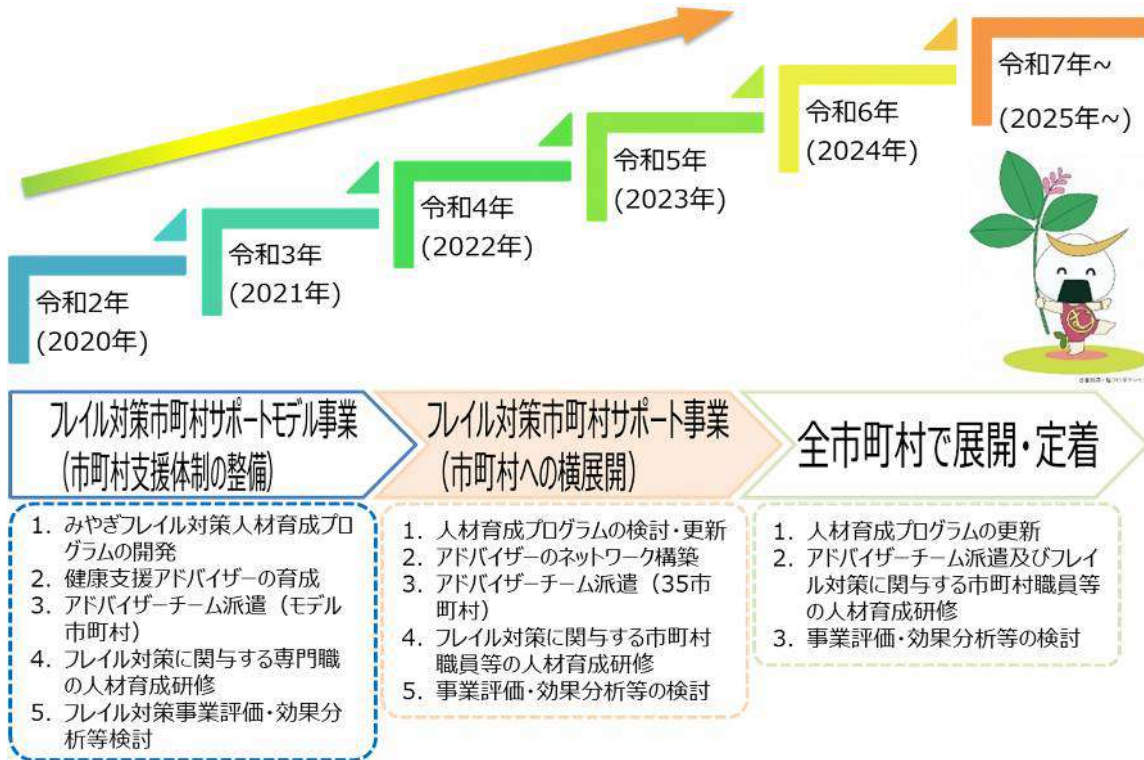 令和2年
(2020年)
令和3年
(2021年)
令和4年
(2022年)
令和5年
(2023年)
令和6年
(2024年)
令和7年~
(2025年~)
む
フレイル対策市町村サポートモデル事業
(市町村支援体制の整備)
1. みやぎフレイル対策人材育成プロ
グラムの開発
2. 健康支援アドバイザーの育成
3. アドバイザーチーム派遣（モデル
市町村）
4. フレイル対策に関与する専門職
の人材育成研修
5. フレイル対策事業評価・効果分
析等検討
フレイル対策市町村サポート事業
(市町村への横展開)
1. 人材育成プログラムの検討・更新
2. アドバイザーのネットワーク構築
3. アドバイザーチーム派遣（35市
町村）
4. フレイル対策に関与する市町村
職員等の人材育成研修
5. 事業評価・効果分析等の検討
全市町村で展開・定着
1. 人材育成プログラムの更新
2. アドバイザーチーム派遣及びフレイ
ル対策に関与する市町村職員等
の人材育成研修
3. 事業評価・効果分析等の検討